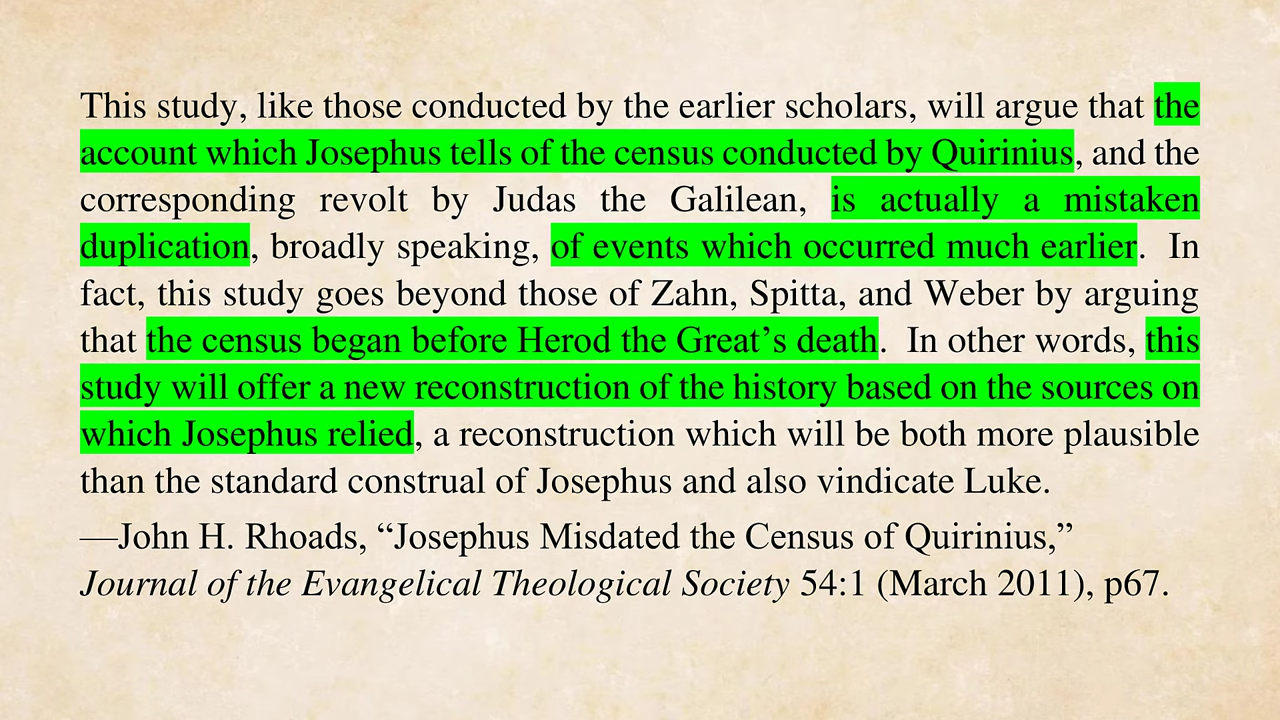 This study, like those conducted by the earlier scholars, will argue that the
account which Josephus tells of the census conducted by Quirinius, and the
corresponding revolt by Judas the Galilean, is actually a mistaken
duplication, broadly speaking, of events which occurred much earlier.  In
fact, this study goes beyond those of Zahn, Spitta, and Weber by arguing
that the census began before Herod the Great’s death.  In other words, this
study will offer a new reconstruction of the history based on the sources on
which Josephus relied, a reconstruction which will be both more plausible
than the standard construal of Josephus and also vindicate Luke.
—John H. Rhoads, “Josephus Misdated the Census of Quirinius,”
Journal of the Evangelical Theological Society 54:1 (March 2011), p67.